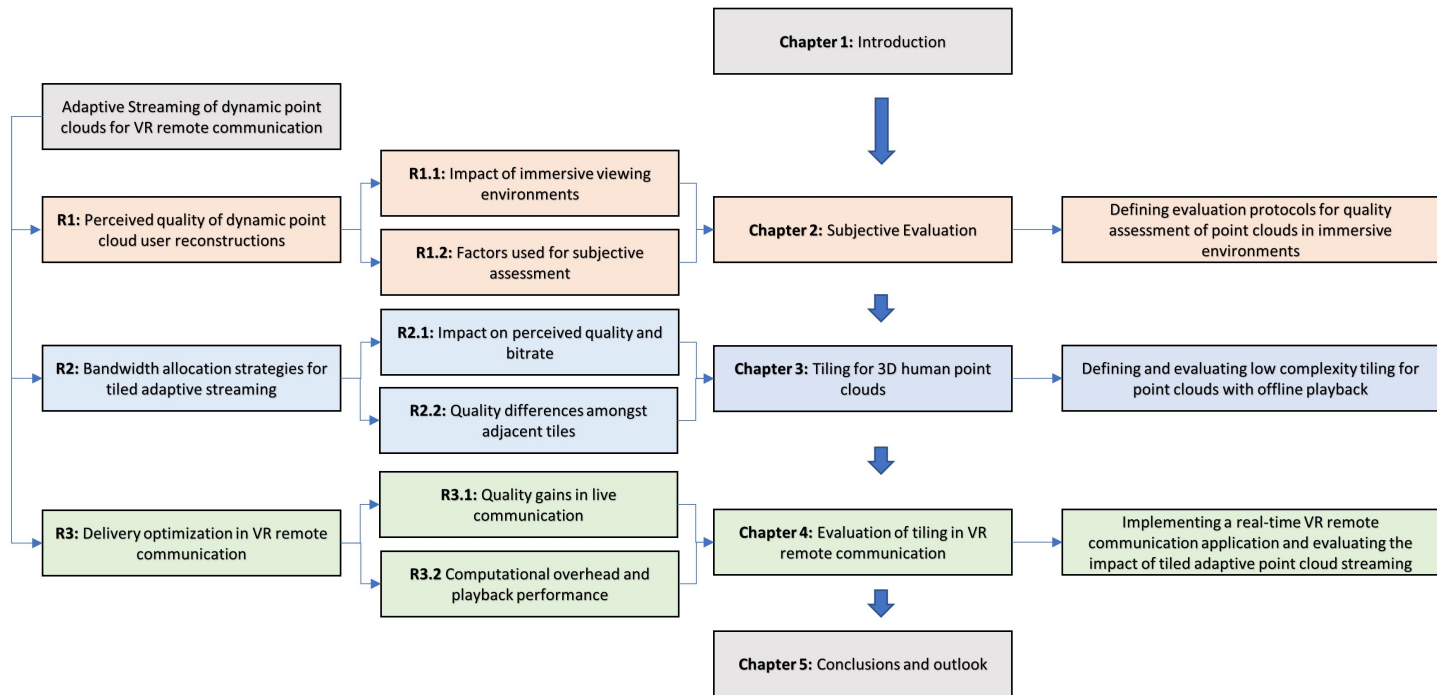 Chapter 1: Introduction
Adaptive Streaming of dynamic point
clouds for VR remote communication
R1: Perceived quality of dynamic point
cloud user reconstructions
R1.1: Impact of immersive viewing
environments
R1.2: Factors used for subjective
assessment
Chapter 2: Subjective Evaluation
Defining evaluation protocols for quality
assessment of point clouds in immersive
environments
R2: Bandwidth allocation strategies for
tiled adaptive streaming
R2.1: Impact on perceived quality and
bitrate
R2.2: Quality differences amongst
adjacent tiles
Chapter 3: Tiling for 3D human point
clouds
Defining and evaluating low complexity tiling for
point clouds with offline playback
R3: Delivery optimization in VR remote
communication
R3.1: Quality gains in live
communication
R3.2 Computational overhead and
playback performance
Chapter 4: Evaluation of tiling in VR
remote communication
Implementing a real-time VR remote
communication application and evaluating the
impact of tiled adaptive point cloud streaming
Chapter 5: Conclusions and outlook